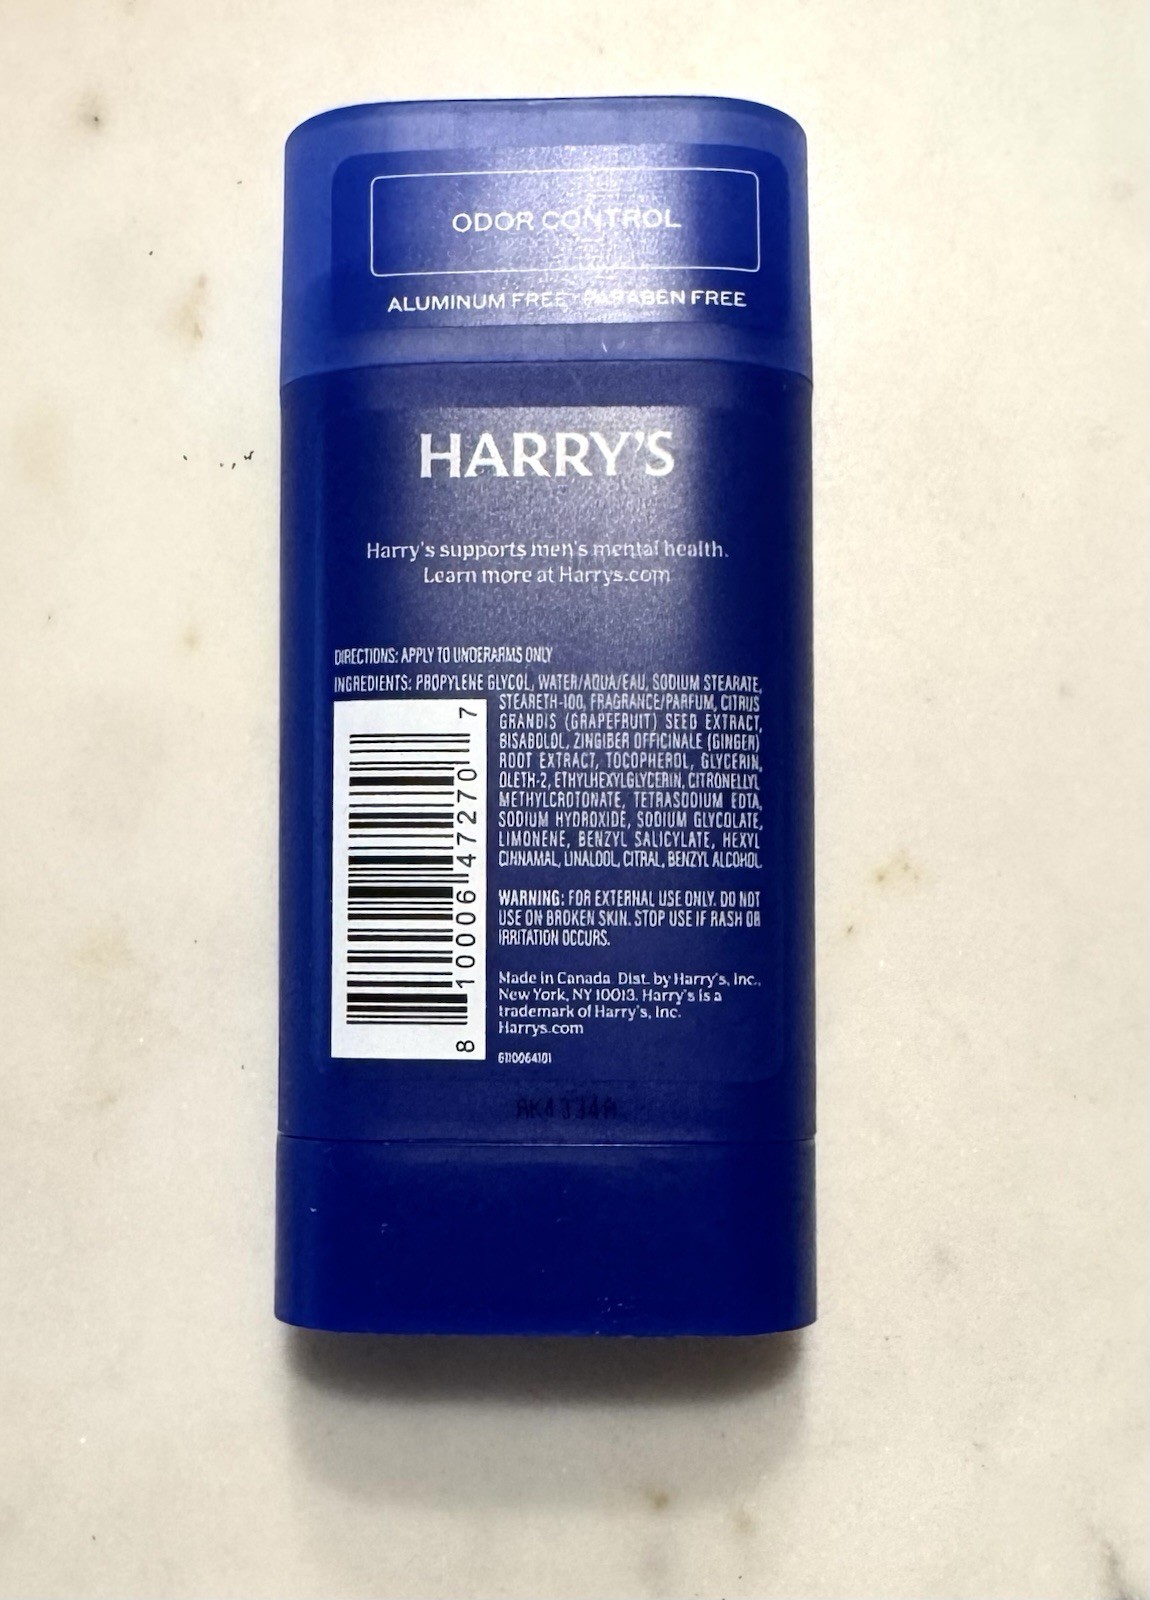 ODOR CONTROL
ALUMINUM FREE · PARABEN FREE
HARRY'S
Harry's supports men's mental health.
Learn more at Harrys.com
DIRECTIONS: APPLY TO UNDERARMS ONLY
INGREDIENTS: PROPYLENE GLYCOL, WATER/AQUA/EAU, SODIUM STEARATE,
STEARETH-100, FRAGRANCE/PARFUM, CITRUS
GRANDIS (GRAPEFRUIT) SEED EXTRACT,
BISABOLOL, ZINGIBER OFFICINALE (GINGER)
ROOT EXTRACT, TOCOPHEROL, GLYCERIN,
OLETH-2, ETHYLHEXYLGLYCERIN, CITRONELLYL
METHYLCROTONATE, TETRASODIUM EDTA,
SODIUM HYDROXIDE, SODIUM GLYCOLATE,
LIMONENE, BENZYL SALICYLATE, HEXYL
CINNAMAL, LINALOOL, CITRAL, BENZYL ALCOHOL
WARNING: FOR EXTERNAL USE ONLY. DO NOT
USE ON BROKEN SKIN. STOP USE IF RASH OR
IRRITATION OCCURS.
Made in Canada Dist. by Harry's, Inc.,
New York, NY 10013. Harry's is a
trademark of Harry's, Inc.
Harrys.com
6110064101
8 10006 47270 7